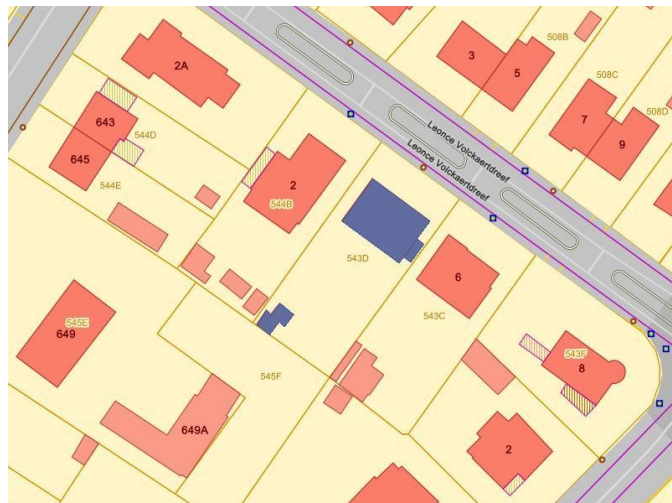 2A
3
5
508B
508C
7
508D
9
643
544D
645
544E
Leonce Volckaertdreef
Leonce Volckaertdreef
2
544B
543D
6
543C
545E
649
543F
8
545F
649A
2